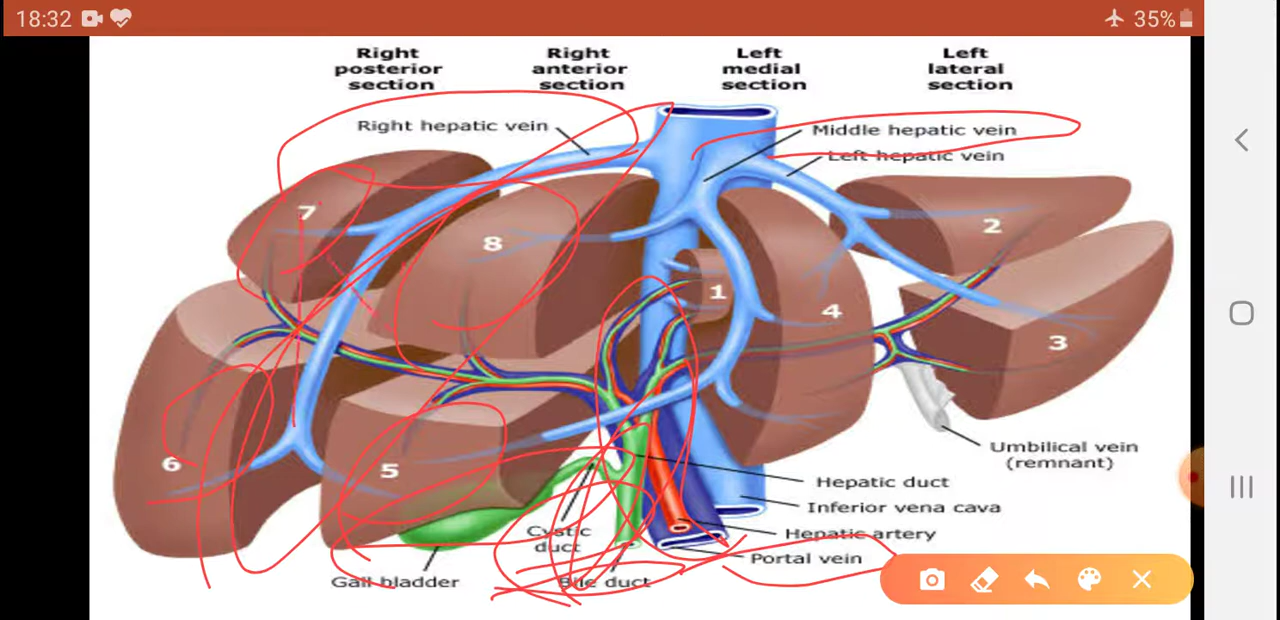 18:32
35%
Right
posterior
section
Right
anterior
section
Left
medial
section
Left
lateral
section
Right hepatic vein
Middle hepatic vein
Left hepatic vein
7
8
2
1
4
3
6
5
Umbilical vein
(remnant)
Hepatic duct
Inferior vena cava
Hepatic artery
Portal vein
Cystic
duct
Bile duct
Gall bladder